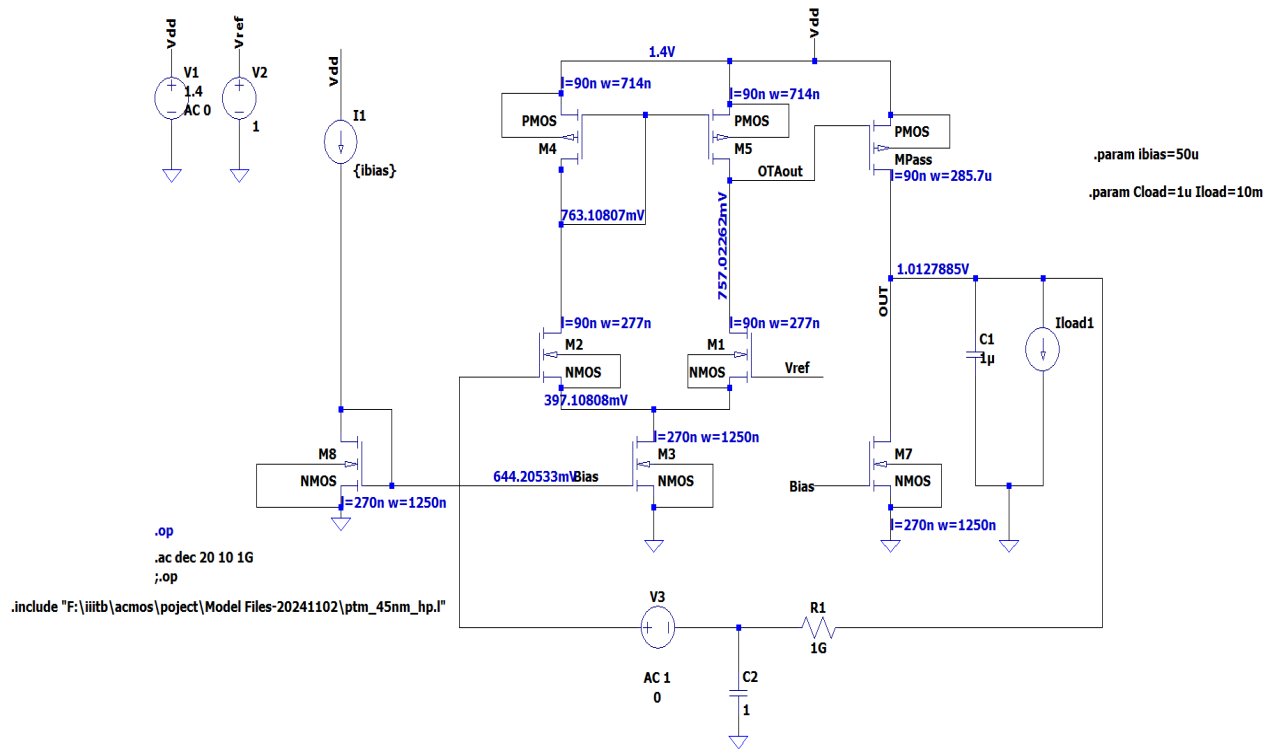 Vdd
V1
1.4
AC 0
Vref
V2
1
Vdd
I1
{ibias}
Vdd
1.4V
l=90n w=714n
PMOS
M4
l=90n w=714n
PMOS
M5
PMOS
MPass
l=90n w=285.7u
OTAout
.param ibias=50u
.param Cload=1u Iload=10m
763.10807mV
757.02262mV
1.0127885V
OUT
l=90n w=277n
M2
NMOS
l=90n w=277n
M1
NMOS
Vref
C1
1µ
Iload1
397.10808mV
M8
NMOS
l=270n w=1250n
644.20533mV
Bias
l=270n w=1250n
M3
NMOS
Bias
M7
NMOS
l=270n w=1250n
.op
.ac dec 20 10 1G
;.op
.include "F:\iiitb\acmos\poject\Model Files-20241102\ptm_45nm_hp.l"
V3
AC 1
0
C2
1
R1
1G